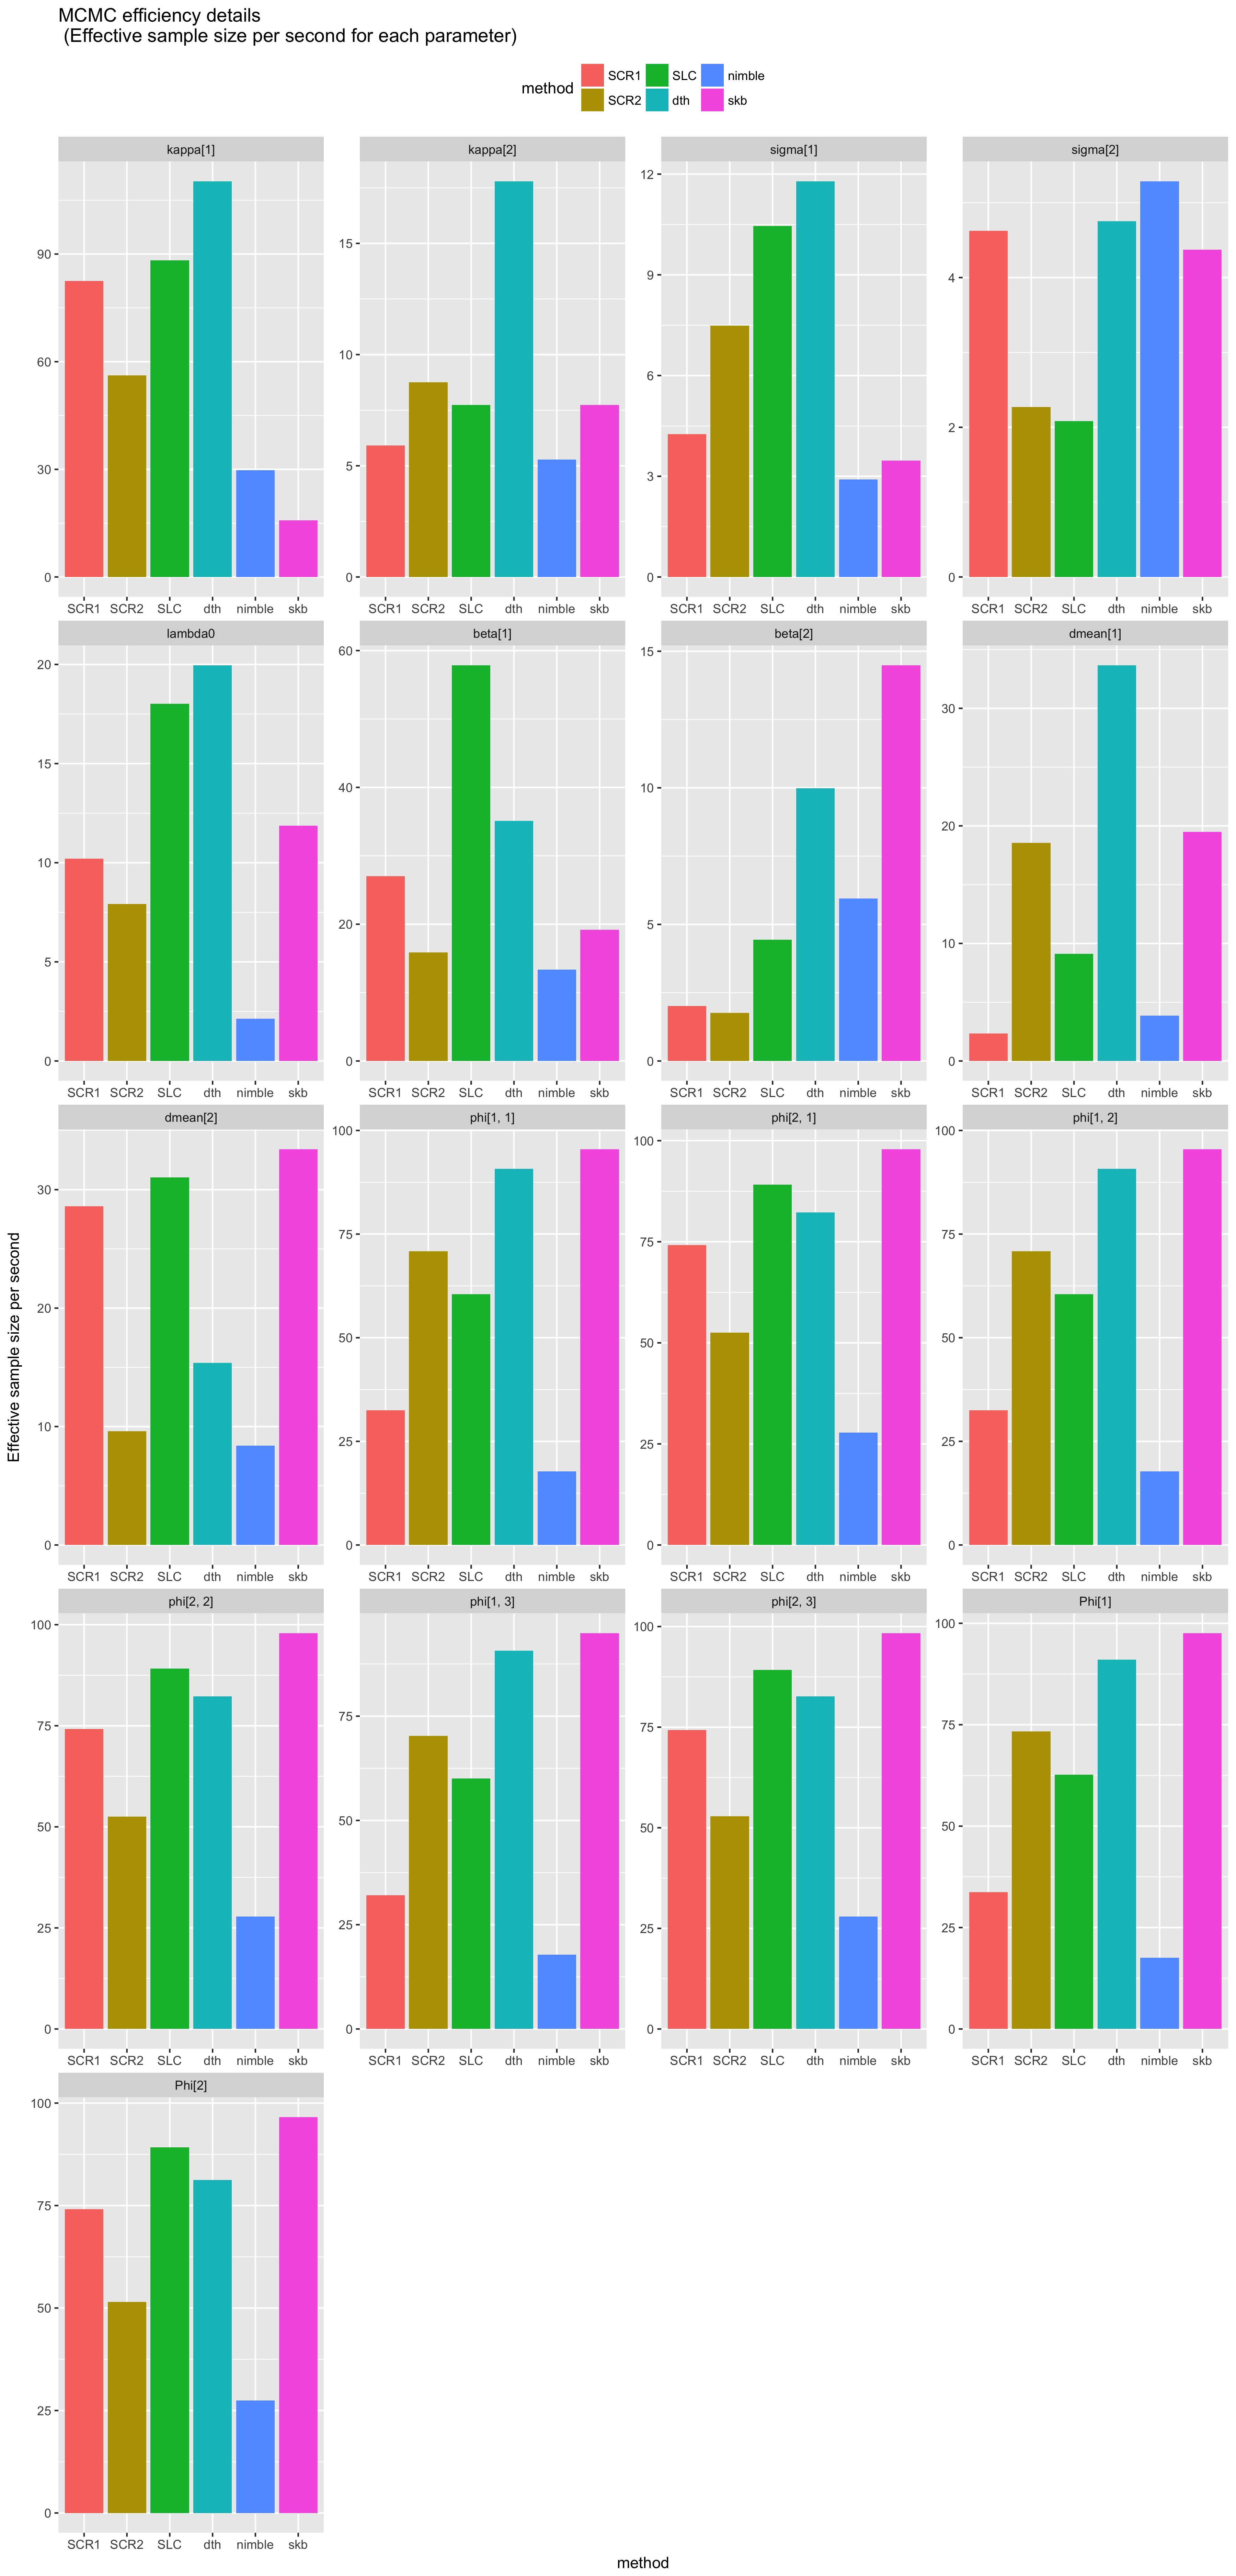 MCMC efficiency details
(Effective sample size per second for each parameter)
method
SCR1 SLC nimble
SCR2 dth skb
kappa[1] kappa[2] sigma[1] sigma[2]
90
60
30
0
15
10
5
0
12
9
6
3
0
4
2
0
SCR1 SCR2 SLC dth nimble skb
SCR1 SCR2 SLC dth nimble skb
SCR1 SCR2 SLC dth nimble skb
SCR1 SCR2 SLC dth nimble skb
lambda0 beta[1] beta[2] dmean[1]
20
15
10
5
0
60
40
20
0
15
10
5
0
30
20
10
0
SCR1 SCR2 SLC dth nimble skb
SCR1 SCR2 SLC dth nimble skb
SCR1 SCR2 SLC dth nimble skb
SCR1 SCR2 SLC dth nimble skb
dmean[2] phi[1, 1] phi[2, 1] phi[1, 2]
30
20
10
0
100
75
50
25
0
100
75
50
25
0
100
75
50
25
0
SCR1 SCR2 SLC dth nimble skb
SCR1 SCR2 SLC dth nimble skb
SCR1 SCR2 SLC dth nimble skb
SCR1 SCR2 SLC dth nimble skb
Effective sample size per second
phi[2, 2] phi[1, 3] phi[2, 3] Phi[1]
100
75
50
25
0
75
50
25
0
100
75
50
25
0
100
75
50
25
0
SCR1 SCR2 SLC dth nimble skb
SCR1 SCR2 SLC dth nimble skb
SCR1 SCR2 SLC dth nimble skb
SCR1 SCR2 SLC dth nimble skb
Phi[2]
100
75
50
25
0
SCR1 SCR2 SLC dth nimble skb
method